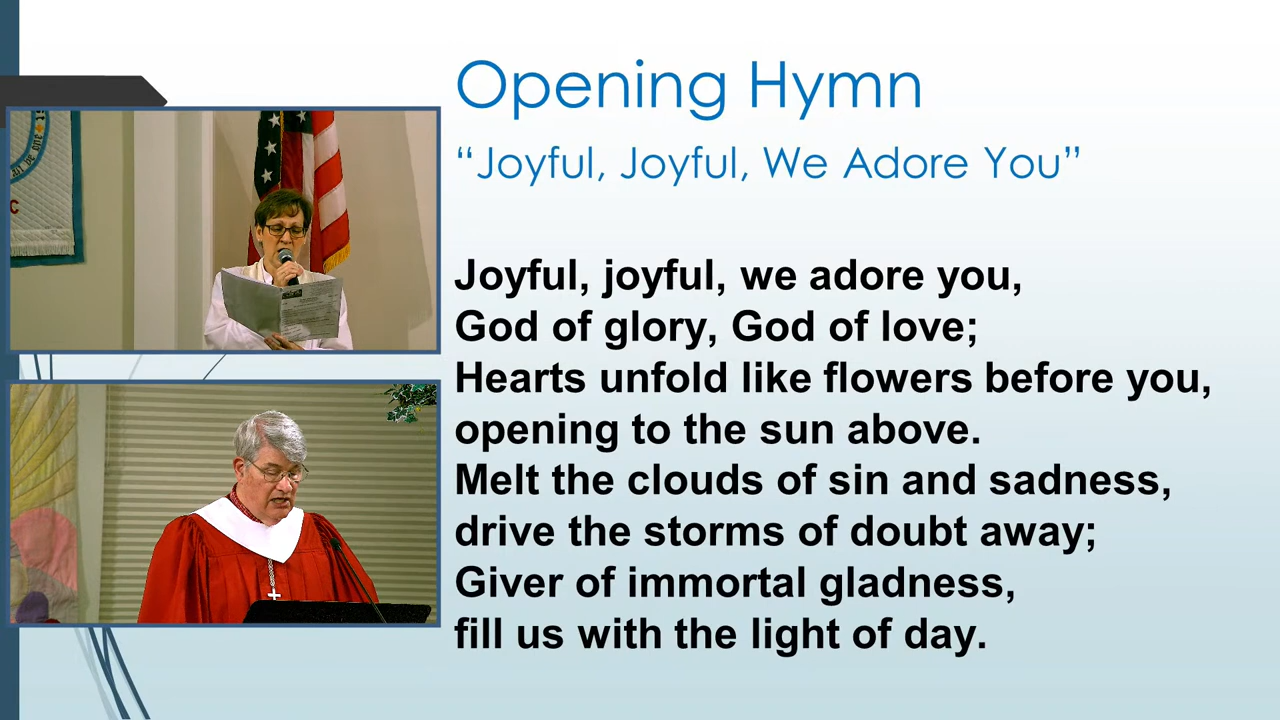 Opening Hymn
“Joyful, Joyful, We Adore You”
Joyful, joyful, we adore you,
God of glory, God of love;
Hearts unfold like flowers before you,
opening to the sun above.
Melt the clouds of sin and sadness,
drive the storms of doubt away;
Giver of immortal gladness,
fill us with the light of day.